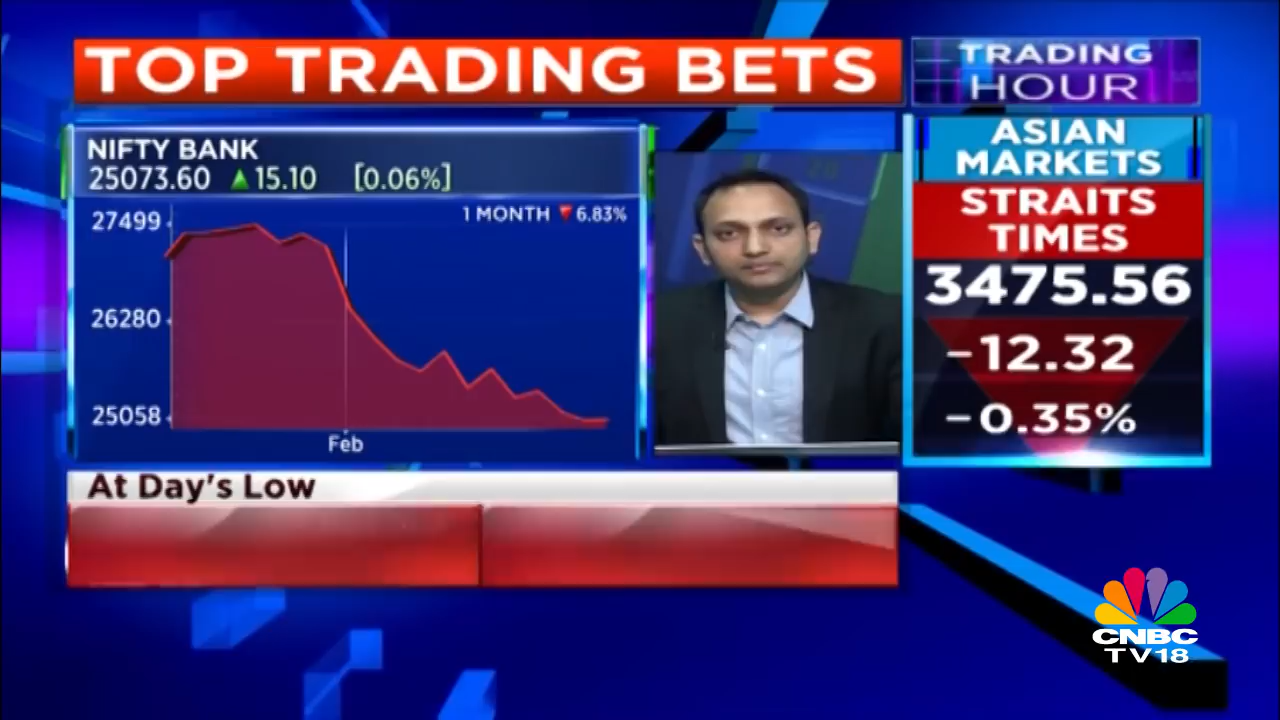 TOP TRADING BETS
TRADING
HOUR
NIFTY BANK
25073.60 ▲15.10 [0.06%]
1 MONTH ▼6.83%
27499
26280
25058
Feb
ASIAN
MARKETS
STRAITS
TIMES
3475.56
-12.32
-0.35%
At Day's Low
CNBC
TV18